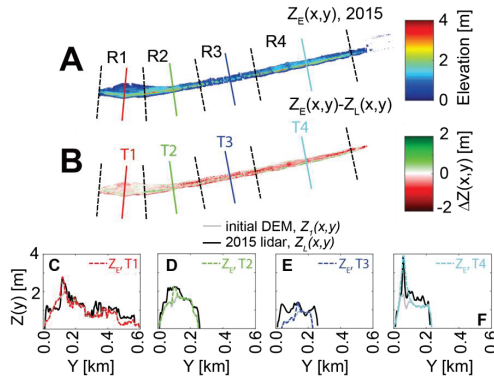 Z_E(x,y), 2015
A
R1 R2 R3 R4
4
2
0
Elevation [m]
Z_E(x,y)-Z_L(x,y)
B
T1 T2 T3 T4
2
0
-2
ΔZ(x,y)
initial DEM, Z_I(x,y)
2015 lidar, Z_L(x,y)
C Z_E, T1
D Z_E, T2
E Z_E, T3
Z_E, T4
F
Z(y) [m]
4
2
0
0.0 0.2 0.4 0.6
0.0 0.2 0.4 0.6
0.0 0.2 0.4 0.6
0.0 0.2 0.4 0.6
Y [km] Y [km] Y [km] Y [km]